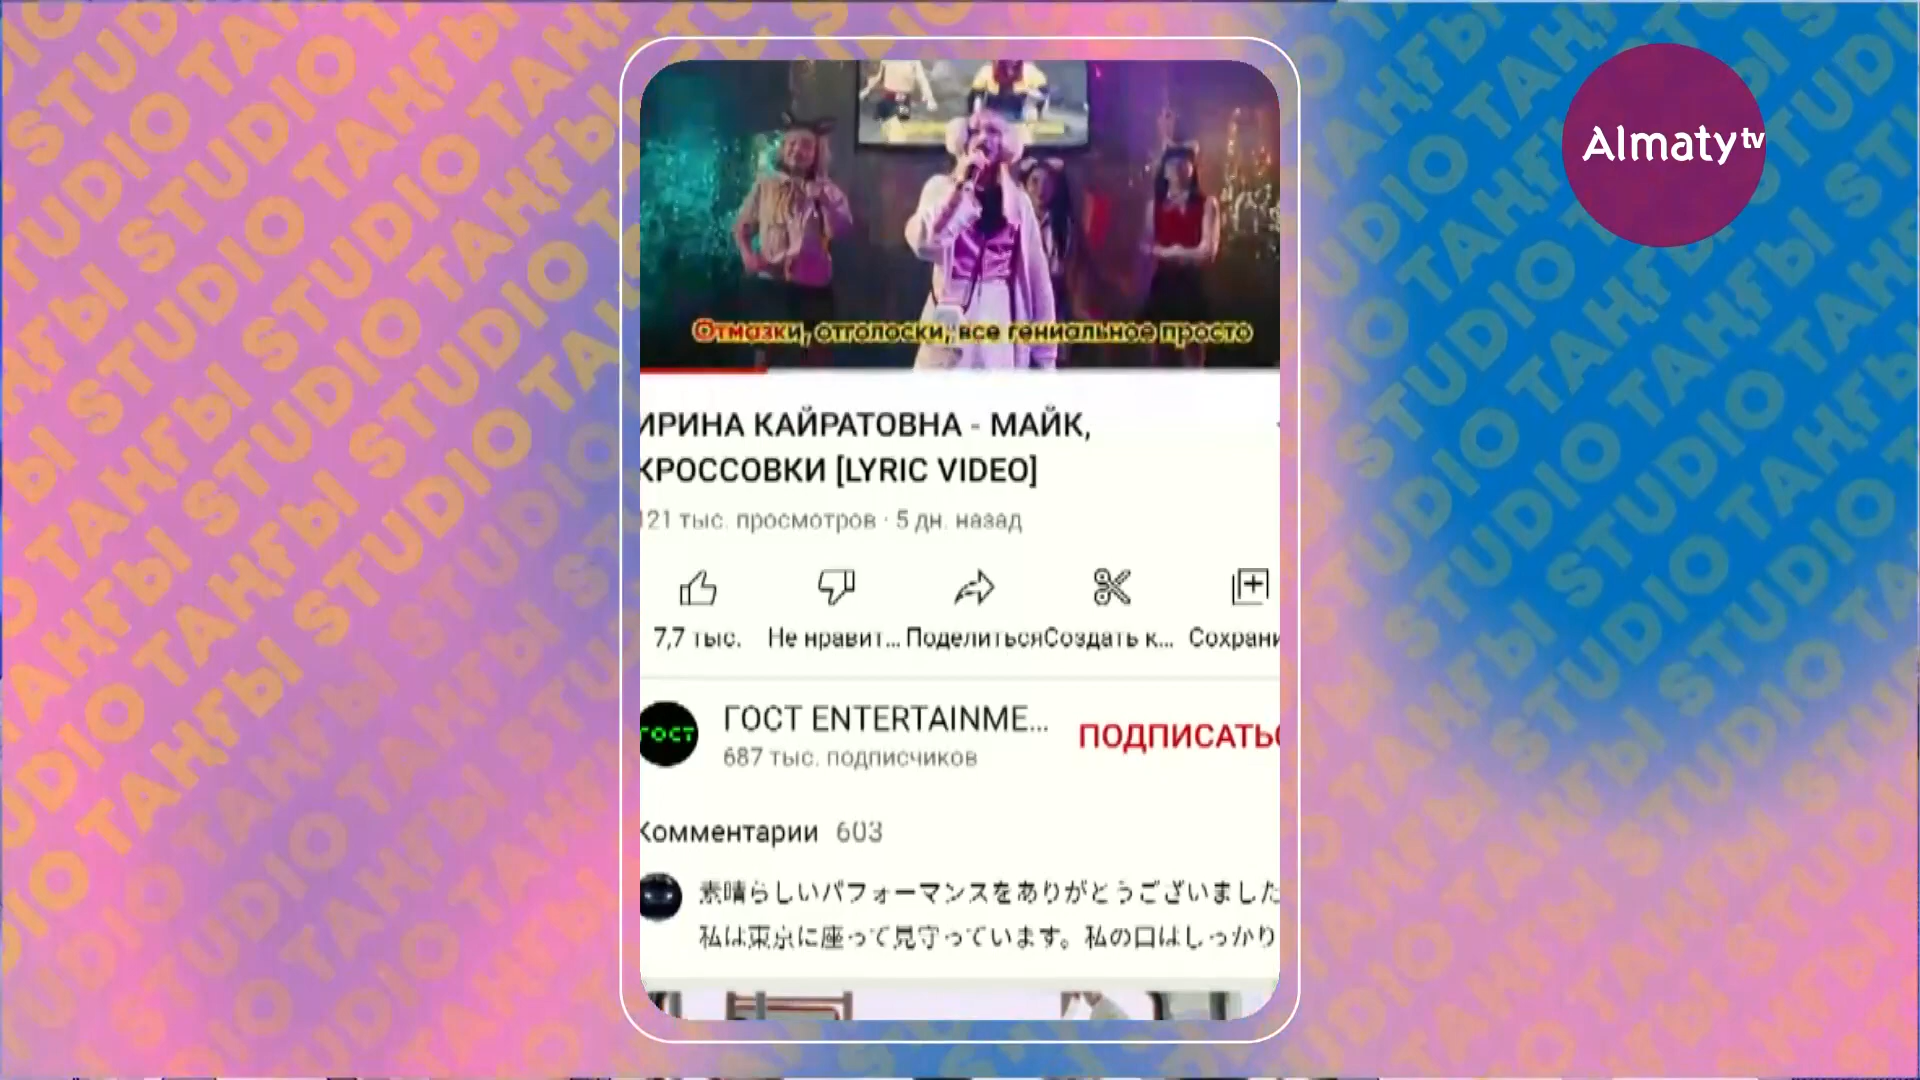 Almaty tv
Отмазки, отголоски, все гениальное просто
ИРИНА КАЙРАТОВНА - МАЙК,
КРОССОВКИ [LYRIC VIDEO]
121 тыс. просмотров · 5 дн. назад
7,7 тыс. Не нравит... Поделиться Создать к... Сохрани
ГОСТ
ГОСТ ENTERTAINME...
ПОДПИСАТЬС
687 тыс. подписчиков
Комментарии 603
素晴らしいパフォーマンスをありがとうございました
私は東京に座って見守っています。私の口はしっかり
STUDIO ТАҢҒЫ STUDIO ТАҢҒЫ